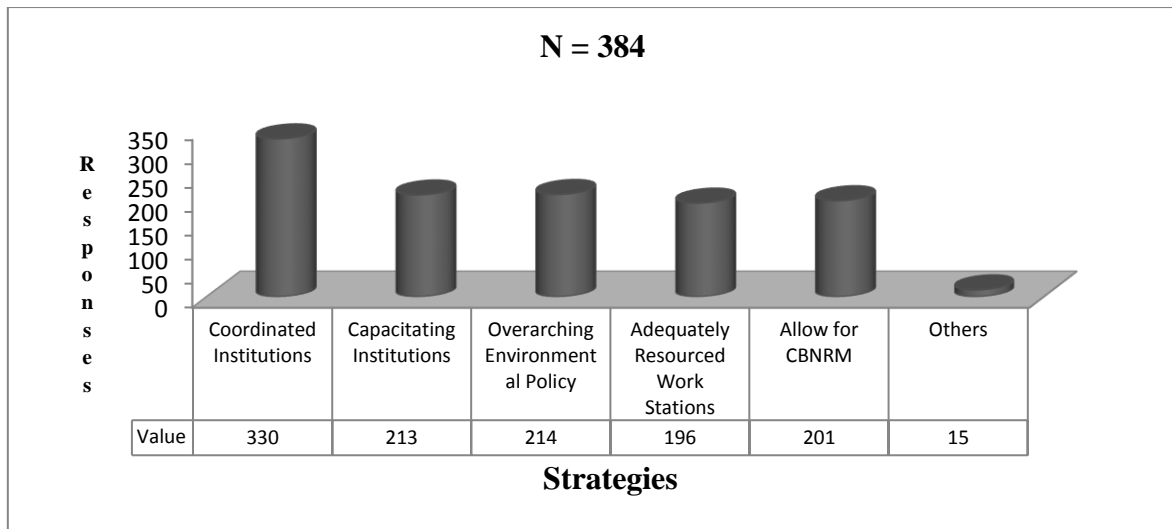 N = 384
Responses
350
300
250
200
150
100
50
0
Coordinated
Institutions
Capacitating
Institutions
Overarching
Environment
al Policy
Adequately
Resourced
Work
Stations
Allow for
CBNRM
Others
Value 330 213 214 196 201 15
Strategies